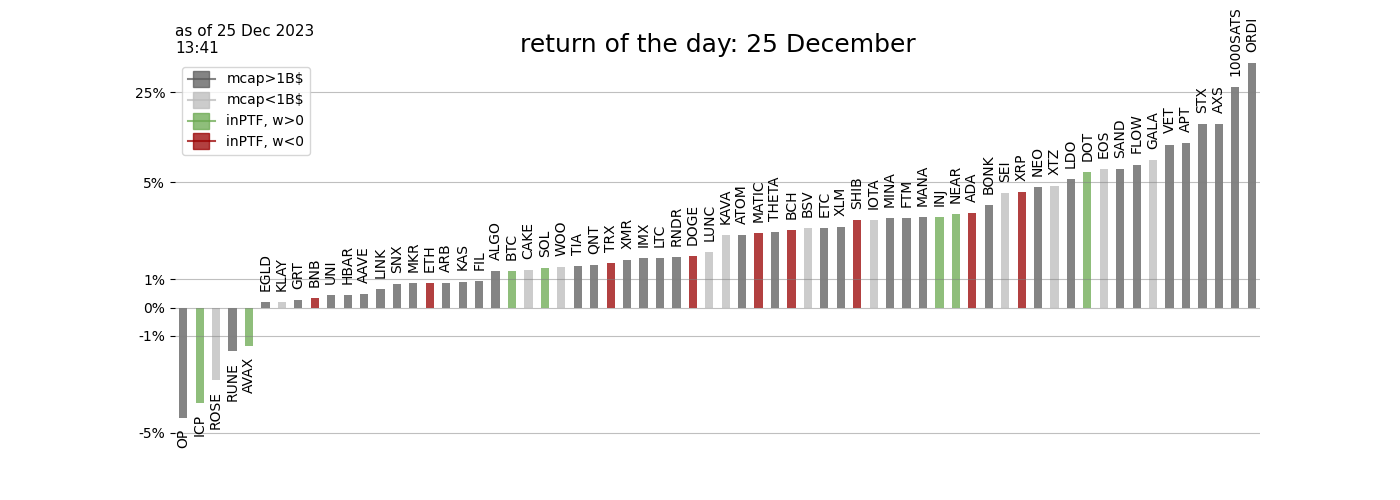 as of 25 Dec 2023
13:41
return of the day: 25 December
mcap>1B$
mcap<1B$
inPTF, w>0
inPTF, w<0
25%
5%
1%
0%
-1%
-5%
OP
ICP
ROSE
RUNE
AVAX
EGLD
KLAY
GRT
BNB
UNI
HBAR
AAVE
LINK
SNX
MKR
ETH
ARB
KAS
FIL
ALGO
BTC
CAKE
SOL
WOO
TIA
QNT
TRX
XMR
IMX
LTC
RNDR
DOGE
LUNC
KAVA
ATOM
MATIC
THETA
BCH
BSV
ETC
XLM
SHIB
IOTA
MINA
FTM
MANA
INJ
NEAR
ADA
BONK
SEI
XRP
NEO
XTZ
LDO
DOT
EOS
SAND
FLOW
GALA
VET
APT
STX
AXS
1000SATS
ORDI